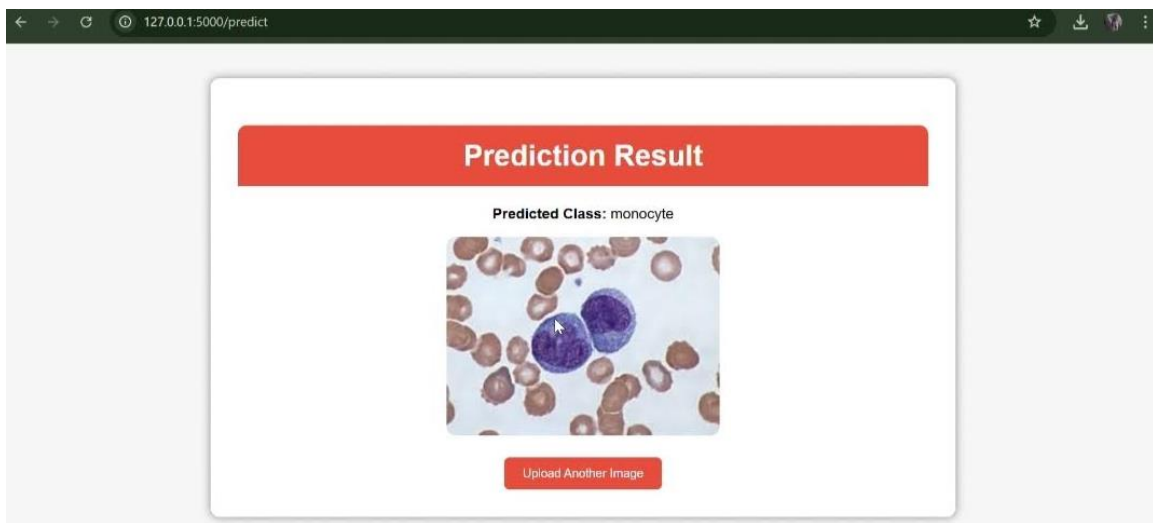 127.0.0.1:5000/predict
Prediction Result
Predicted Class: monocyte
Upload Another Image